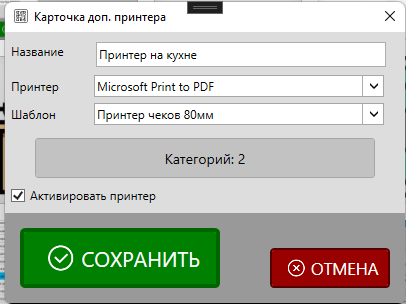 Карточка доп. принтера
Название Принтер на кухне
Принтер Microsoft Print to PDF
Шаблон Принтер чеков 80мм
Категорий: 2
Активировать принтер
СОХРАНИТЬ
ОТМЕНА